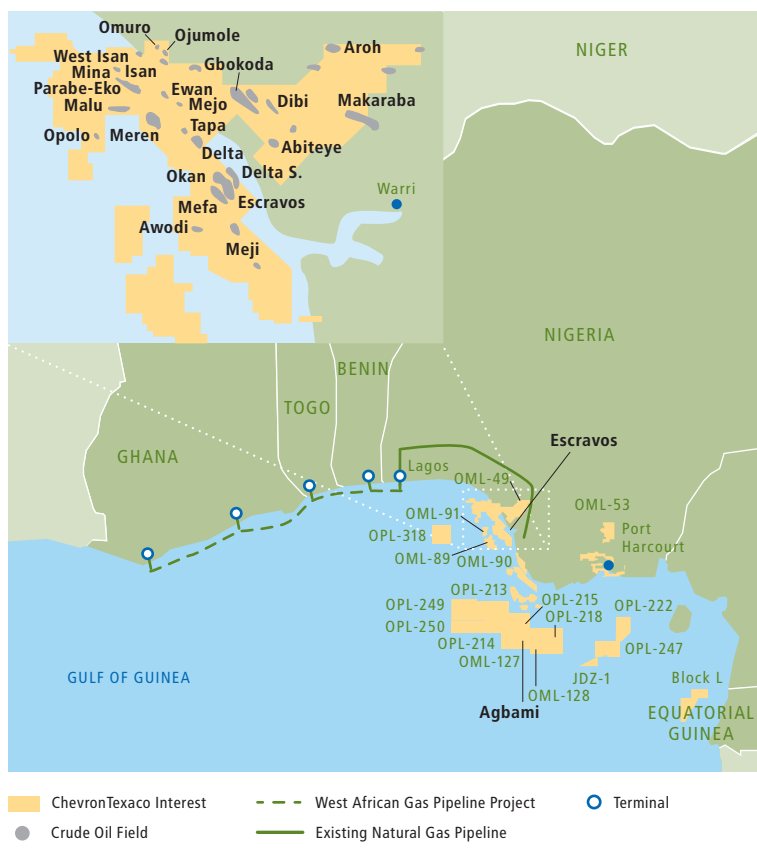 Omuro
Ojumole
Aroh
West Isan
Gbokoda
Mina
Isan
Parabe-Eko
Ewan
Malu
Mejo
Dibi
Makaraba
Opolo
Meren
Tapa
Abiteye
Delta
Okan
Delta S.
Mefa
Escravos
Warri
Awodi
Meji
NIGER
NIGERIA
BENIN
TOGO
GHANA
Lagos
Escravos
OML-49
OML-53
OML-91
OPL-318
Port
Harcourt
OML-89
OML-90
OPL-213
OPL-249
OPL-215
OPL-222
OPL-250
OPL-218
OPL-214
OPL-247
OML-127
JDZ-1
Block L
OML-128
GULF OF GUINEA
Agbami
EQUATORIAL
GUINEA
ChevronTexaco Interest
West African Gas Pipeline Project
Terminal
Crude Oil Field
Existing Natural Gas Pipeline